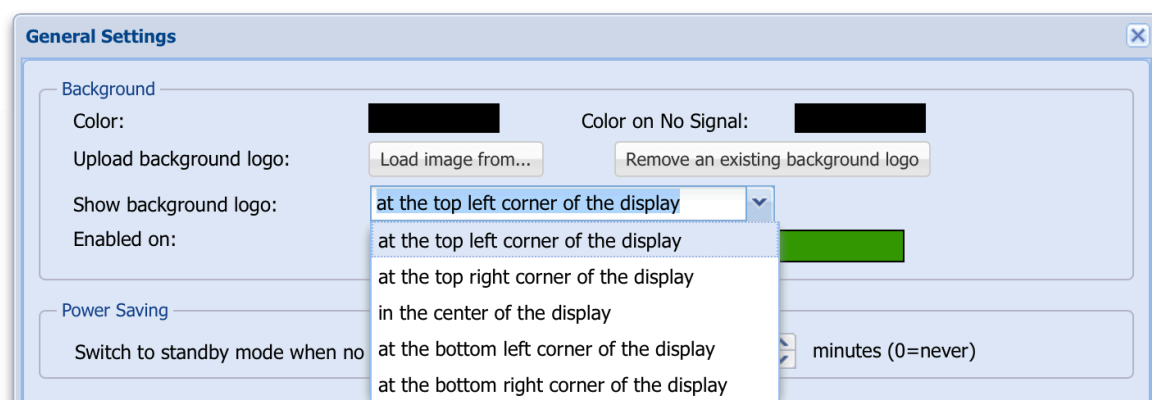 General Settings
Background
Color:
Color on No Signal:
Upload background logo:
Load image from...
Remove an existing background logo
Show background logo:
at the top left corner of the display
Enabled on:
at the top left corner of the display
at the top right corner of the display
in the center of the display
at the bottom left corner of the display
at the bottom right corner of the display
Power Saving
Switch to standby mode when no
minutes (0=never)